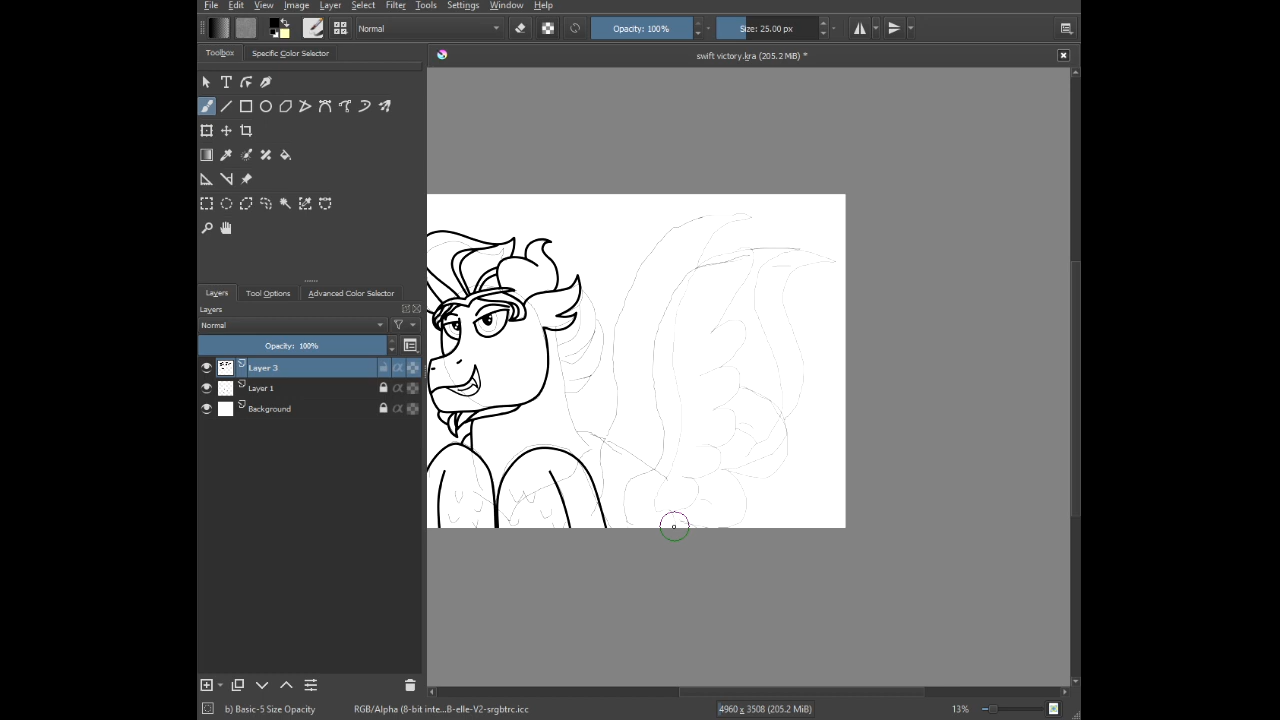 File Edit View Image Layer Select Filter Tools Settings Window Help
Normal Opacity: 100% Size: 25.00 px
Toolbox Specific Color Selector
swift victory.kra (205.2 MiB) *
Layers Tool Options Advanced Color Selector
Layers
Normal
Opacity: 100%
Layer 3
Layer 1
Background
b) Basic-5 Size Opacity RGB/Alpha (8-bit inte...B-elle-V2-srgbtrc.icc 4960 x 3508 (205.2 MiB) 13%